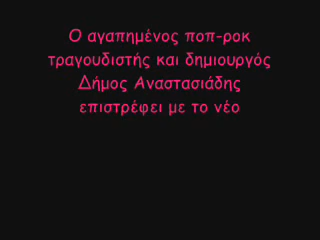 Ο αγαπημένος ποπ-ροκ
τραγουδιστής και δημιουργός
Δήμος Αναστασιάδης
επιστρέφει με το νέο